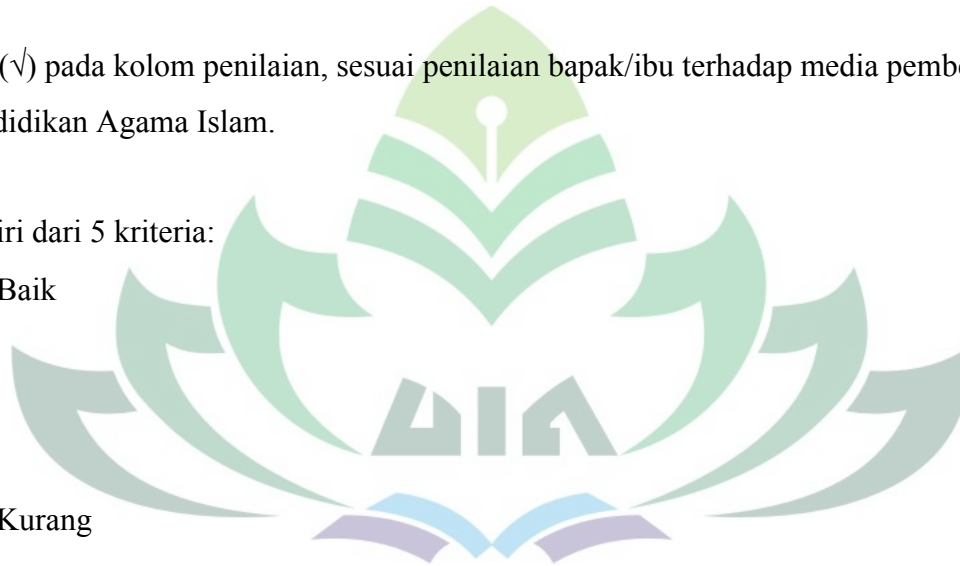 (√) pada kolom penilaian, sesuai penilaian bapak/ibu terhadap media pemb
didikan Agama Islam.
iri dari 5 kriteria:
Baik
UIN
Kurang